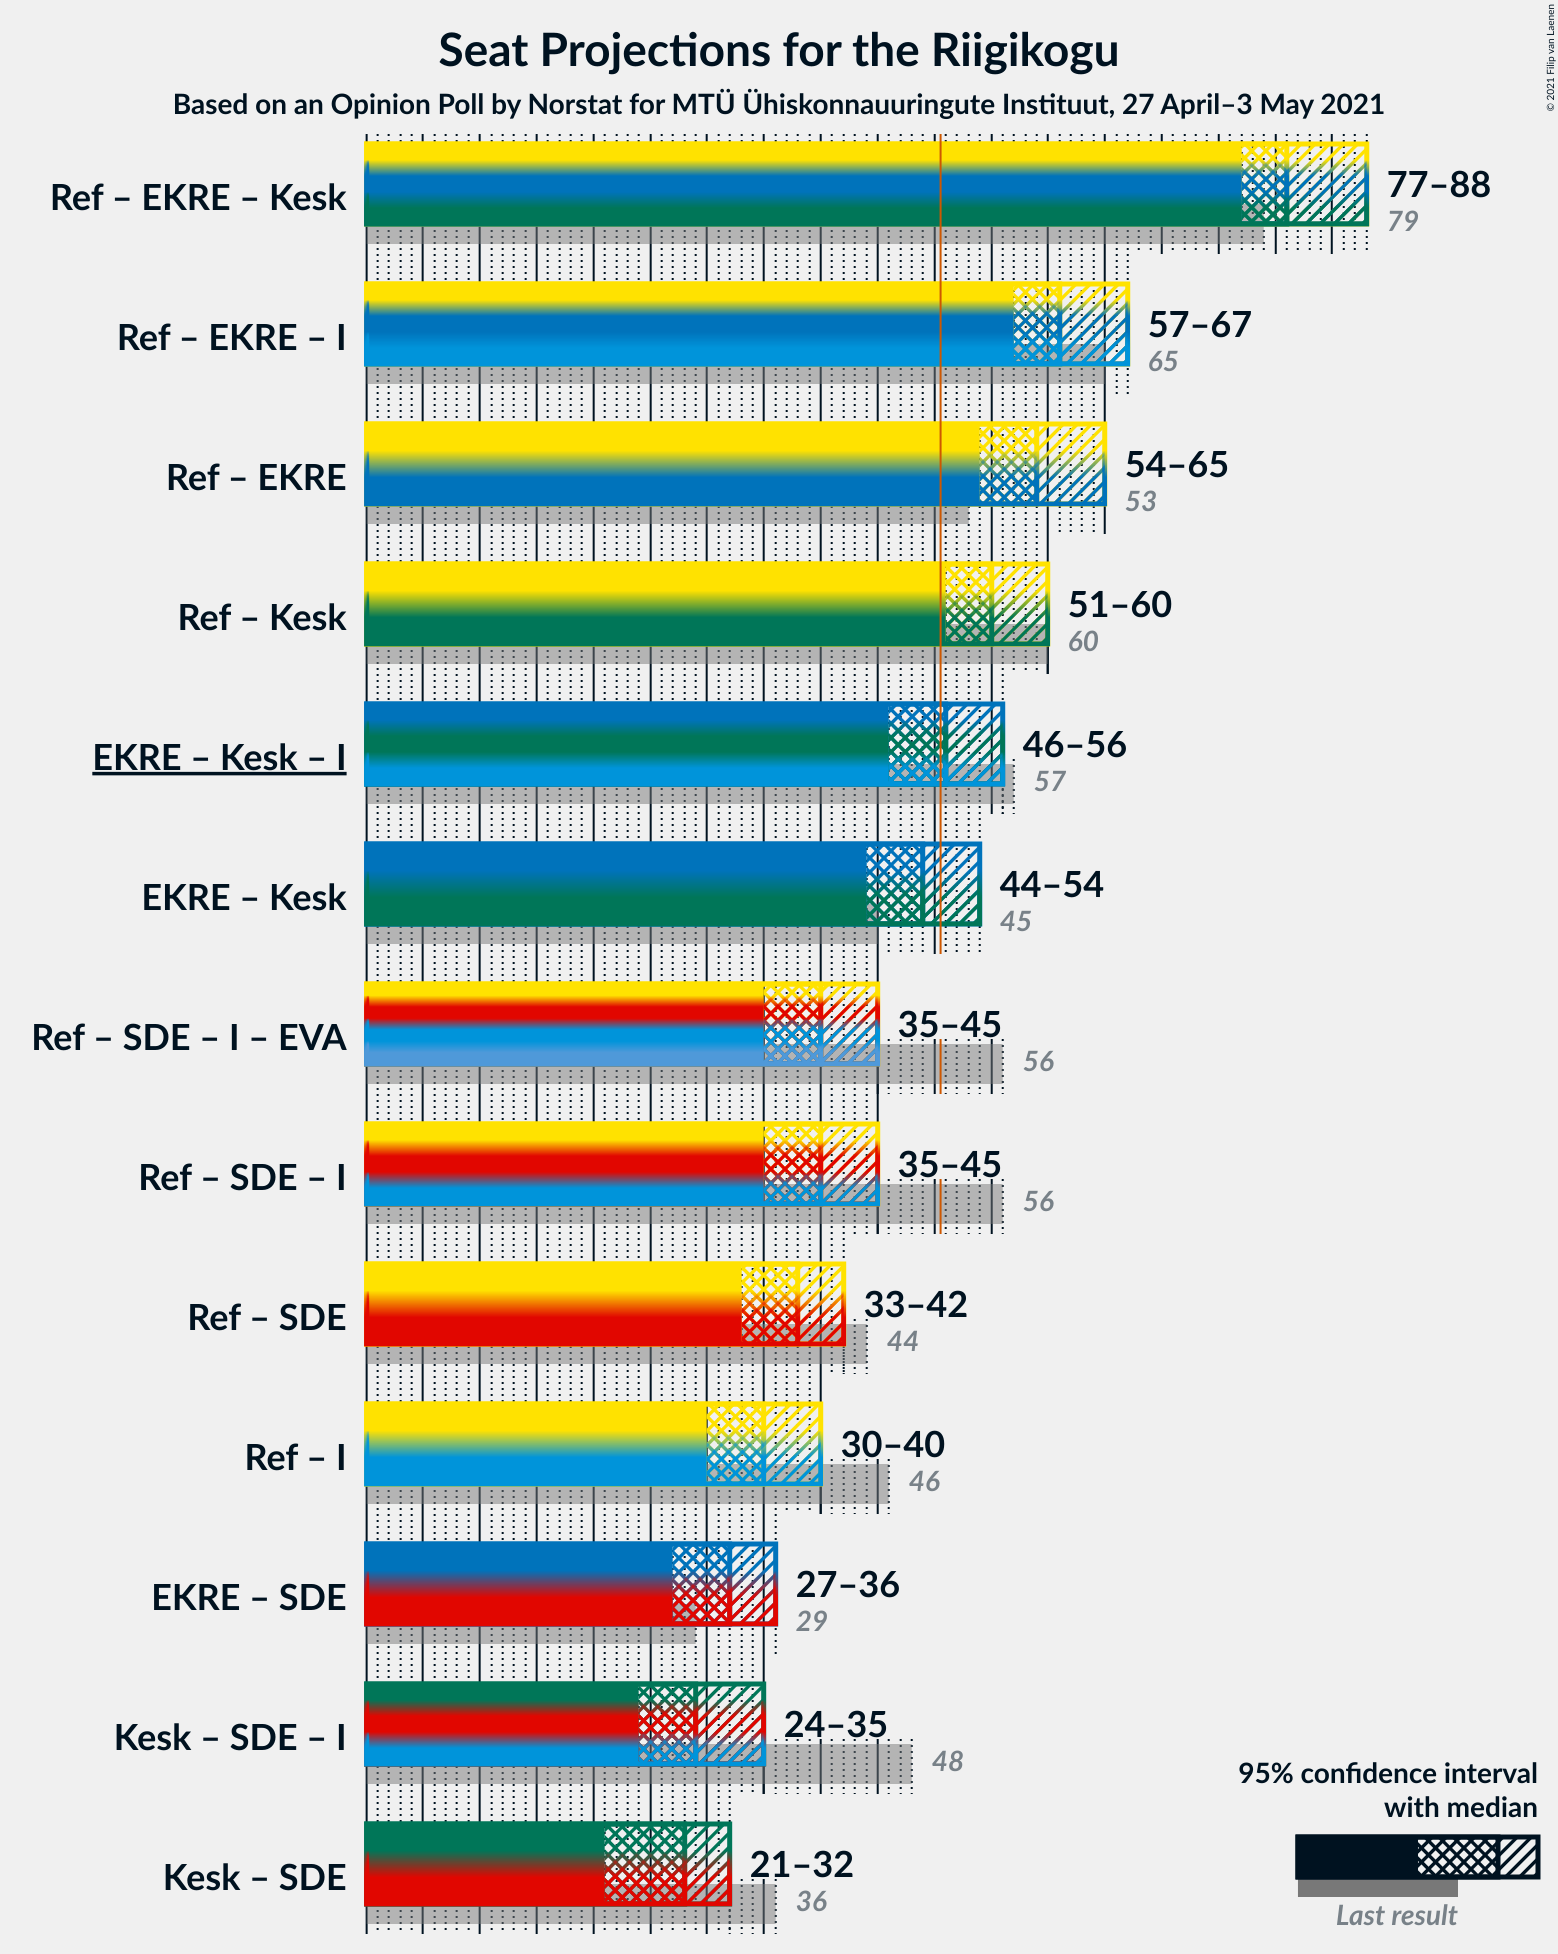 Seat Projections for the Riigikogu
Based on an Opinion Poll by Norstat for MTÜ Ühiskonnauuringute Instituut, 27 April–3 May 2021
© 2021 Filip van Laenen
Ref – EKRE – Kesk
77–88
79
Ref – EKRE – I
57–67
65
Ref – EKRE
54–65
53
Ref – Kesk
51–60
60
EKRE – Kesk – I
46–56
57
EKRE – Kesk
44–54
45
Ref – SDE – I – EVA
35–45
56
Ref – SDE – I
35–45
56
Ref – SDE
33–42
44
Ref – I
30–40
46
EKRE – SDE
27–36
29
Kesk – SDE – I
24–35
48
Kesk – SDE
21–32
36
95% confidence interval
with median
Last result